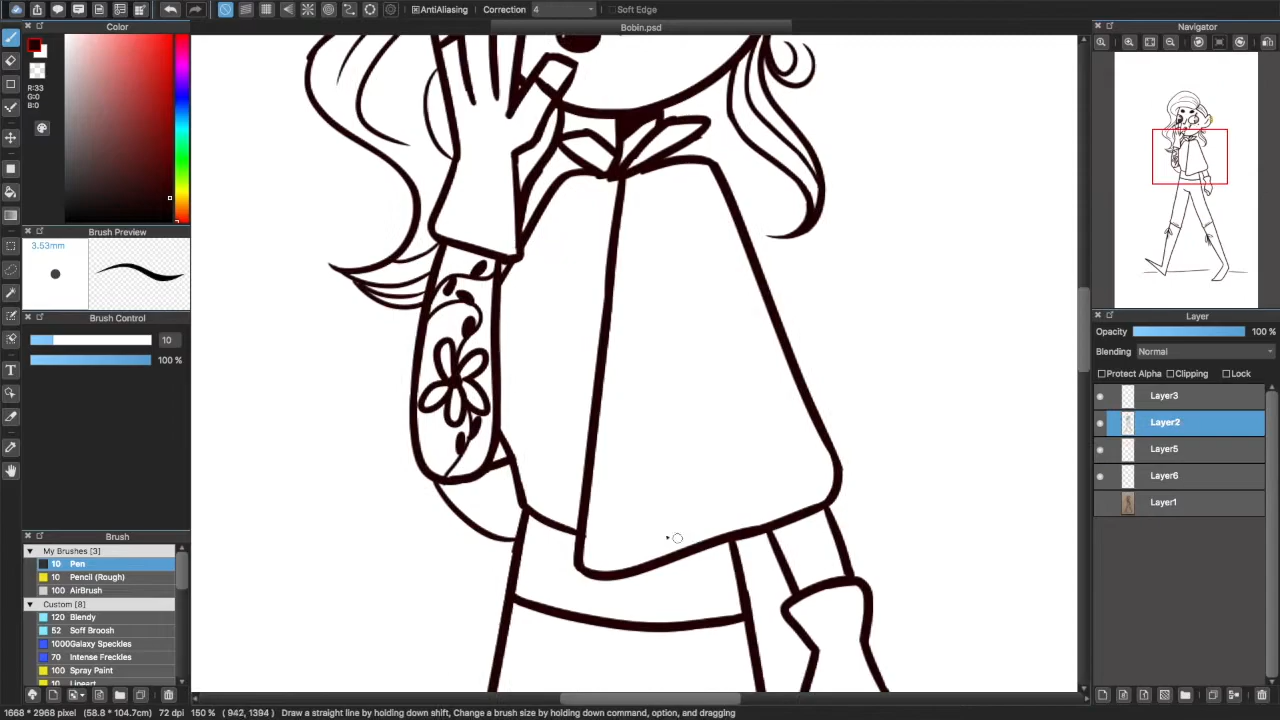 AntiAliasing Correction 4 Soft Edge
Bobin.psd
Color
R:33
G:0
B:0
Brush Preview
3.53mm
Brush Control
10
100 %
Brush
My Brushes [3]
10 Pen
10 Pencil (Rough)
100 AirBrush
Custom [8]
120 Blendy
52 Soff Broosh
1000 Galaxy Speckles
70 Intense Freckles
100 Spray Paint
10 Lineart
Navigator
Layer
Opacity 100 %
Blending Normal
Protect Alpha Clipping Lock
Layer3
Layer2
Layer5
Layer6
Layer1
1668 * 2968 pixel (58.8 * 104.7cm) 72 dpi 150 % ( 942, 1394 ) Draw a straight line by holding down shift, Change a brush size by holding down command, option, and dragging